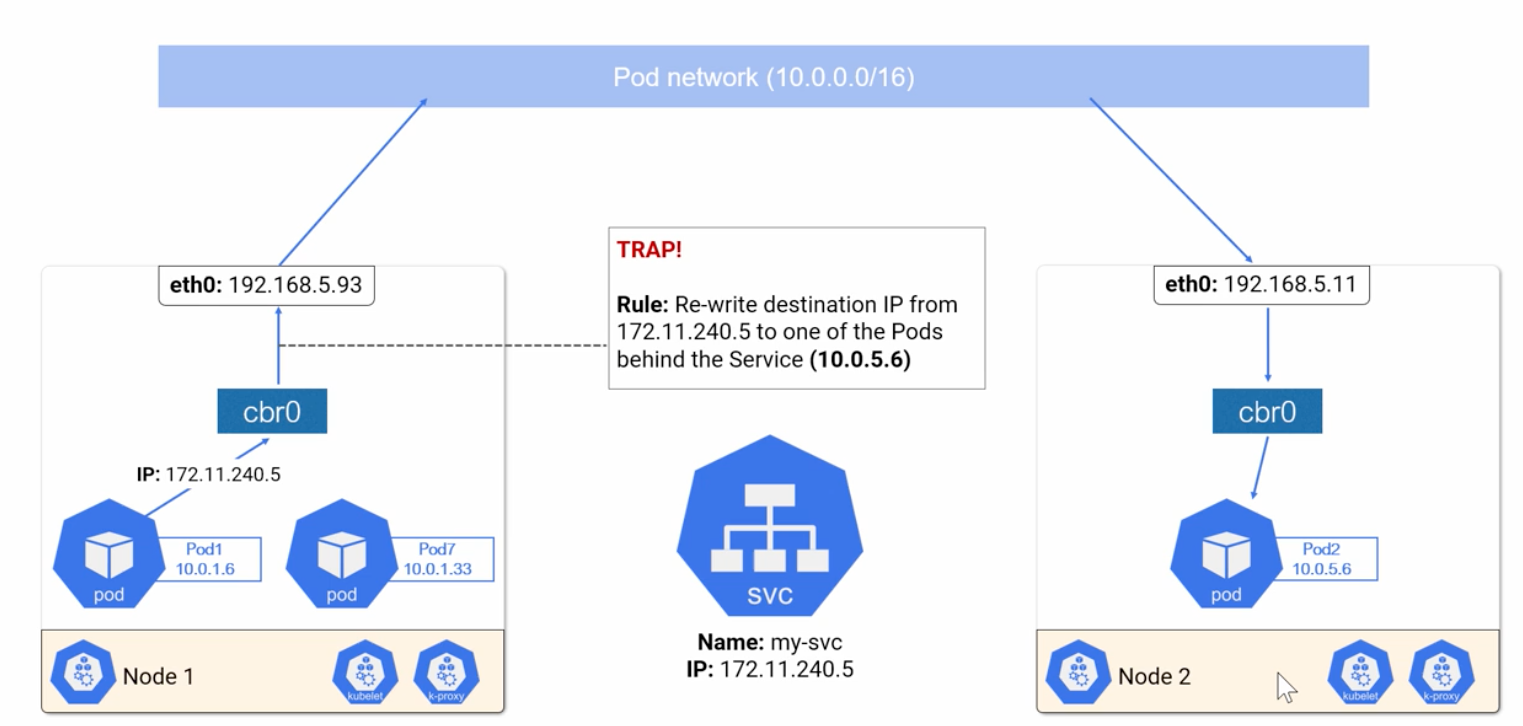 Pod network (10.0.0.0/16)
TRAP!
Rule: Re-write destination IP from
172.11.240.5 to one of the Pods
behind the Service (10.0.5.6)
eth0: 192.168.5.93
cbr0
IP: 172.11.240.5
Pod1
10.0.1.6
pod
Pod7
10.0.1.33
pod
Node 1
kubelet
k-proxy
svc
Name: my-svc
IP: 172.11.240.5
eth0: 192.168.5.11
cbr0
Pod2
10.0.5.6
pod
Node 2
kubelet
k-proxy